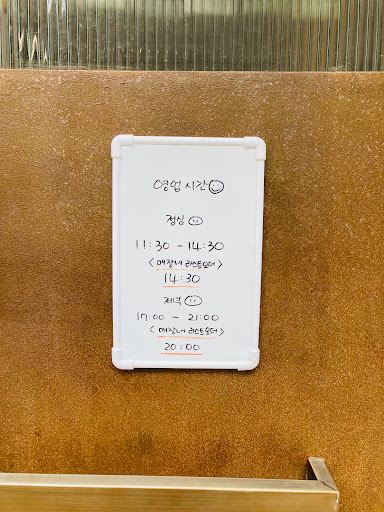 영업 시간
점심
11:30 - 14:30
< 매장내 라스트오더 >
14:30
저녁
17:00 - 21:00
< 매장내 라스트오더 >
20:00